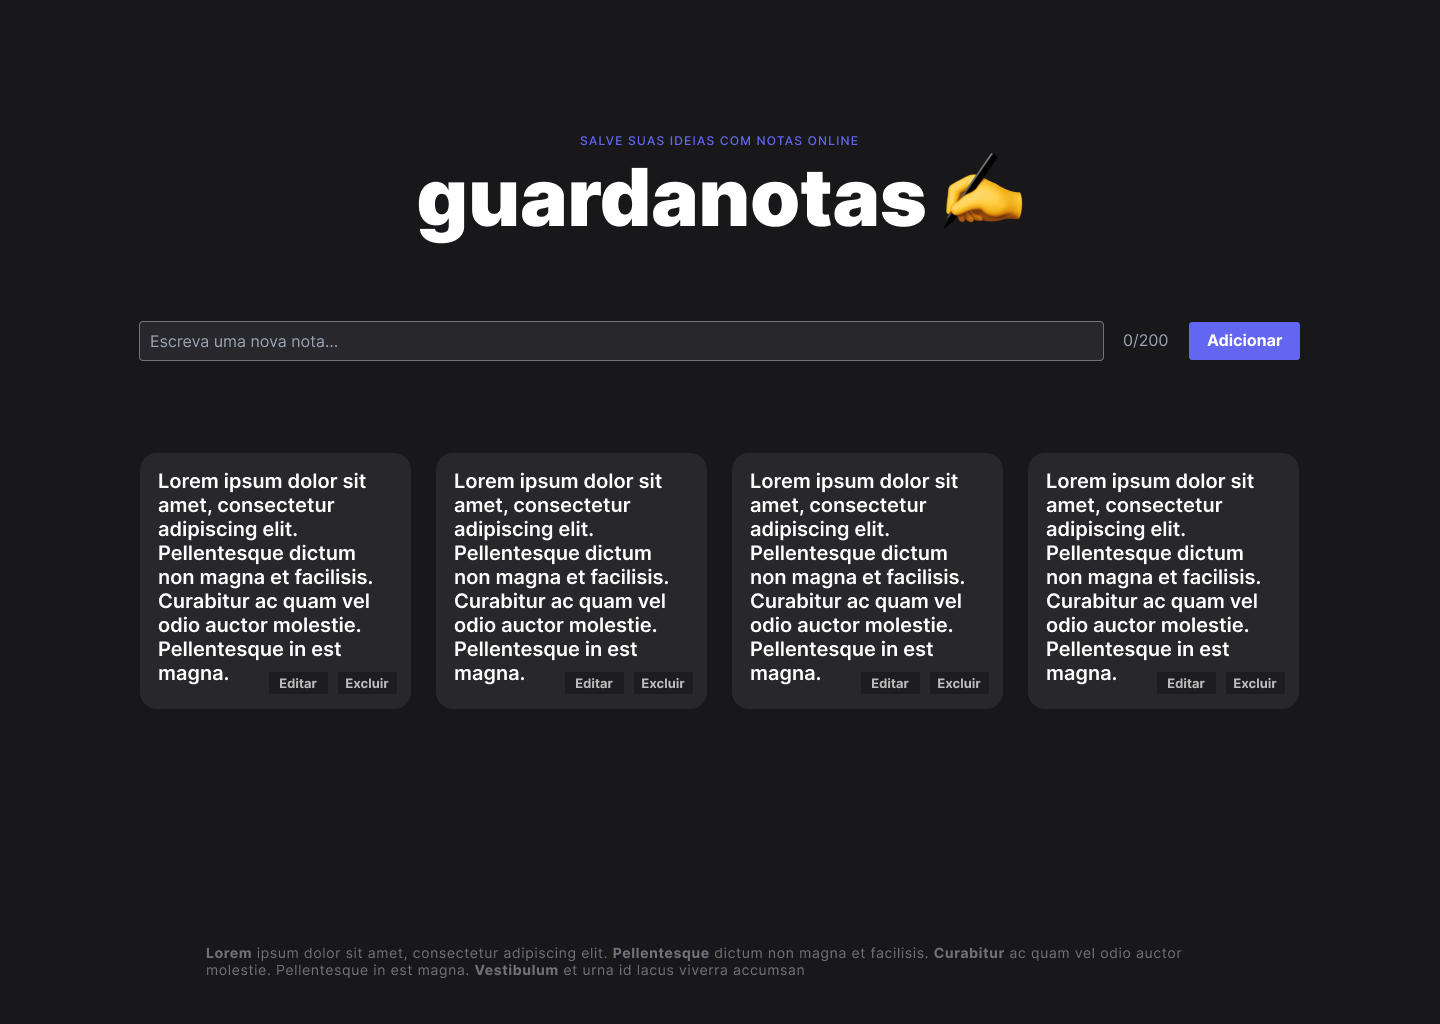 SALVE SUAS IDEIAS COM NOTAS ONLINE
guardanotas ✍️
Escreva uma nova nota...
0/200
Adicionar
Lorem ipsum dolor sit
amet, consectetur
adipiscing elit.
Pellentesque dictum
non magna et facilisis.
Curabitur ac quam vel
odio auctor molestie.
Pellentesque in est
magna.
Editar
Excluir
Lorem ipsum dolor sit
amet, consectetur
adipiscing elit.
Pellentesque dictum
non magna et facilisis.
Curabitur ac quam vel
odio auctor molestie.
Pellentesque in est
magna.
Editar
Excluir
Lorem ipsum dolor sit
amet, consectetur
adipiscing elit.
Pellentesque dictum
non magna et facilisis.
Curabitur ac quam vel
odio auctor molestie.
Pellentesque in est
magna.
Editar
Excluir
Lorem ipsum dolor sit
amet, consectetur
adipiscing elit.
Pellentesque dictum
non magna et facilisis.
Curabitur ac quam vel
odio auctor molestie.
Pellentesque in est
magna.
Editar
Excluir
Lorem ipsum dolor sit amet, consectetur adipiscing elit. Pellentesque dictum non magna et facilisis. Curabitur ac quam vel odio auctor
molestie. Pellentesque in est magna. Vestibulum et urna id lacus viverra accumsan